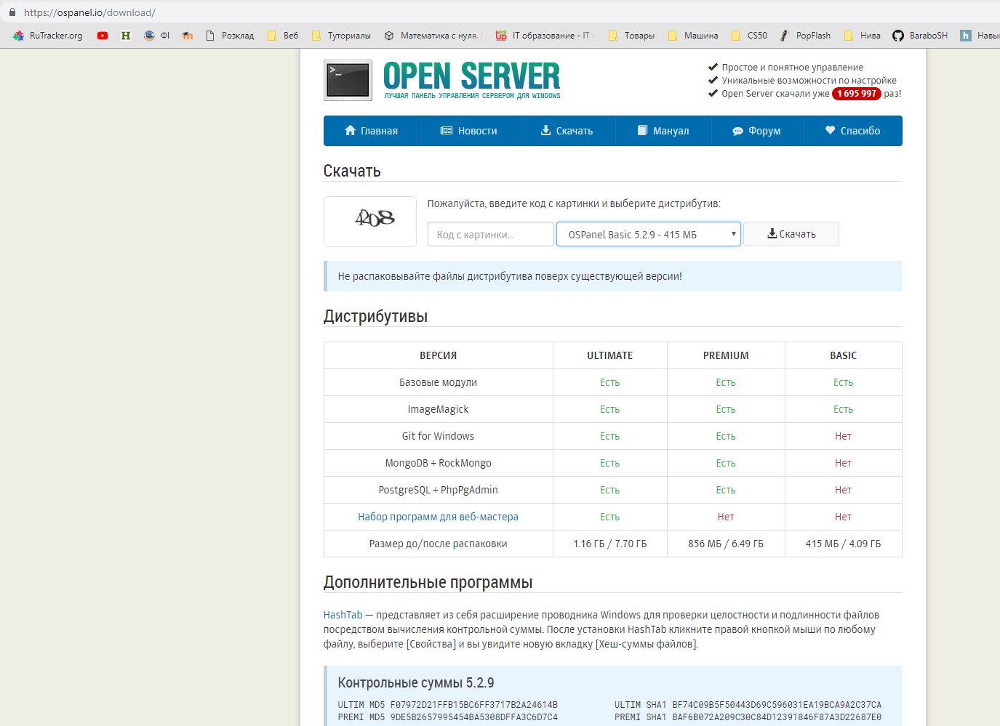 https://ospanel.io/download/
RuTracker.org
ФІ
Розклад
Веб
Туториалы
Математика с нуля.
IT образование - IT
Товары
Машина
CS50
PopFlash
Нива
BaraboSH
Навы
>_
OPEN SERVER
ЛУЧШАЯ ПАНЕЛЬ УПРАВЛЕНИЯ СЕРВЕРОМ ДЛЯ WINDOWS
Простое и понятное управление
Уникальные возможности по настройке
Open Server скачали уже 1 695 997 раз!
Главная
Новости
Скачать
Мануал
Форум
Спасибо
Скачать
4208
Пожалуйста, введите код с картинки и выберите дистрибутив:
Код с картинки...
OSPanel Basic 5.2.9 - 415 МБ
Скачать
Не распаковывайте файлы дистрибутива поверх существующей версии!
Дистрибутивы
ВЕРСИЯ ULTIMATE PREMIUM BASIC
Базовые модули Есть Есть Есть
ImageMagick Есть Есть Есть
Git for Windows Есть Есть Нет
MongoDB + RockMongo Есть Есть Нет
PostgreSQL + PhpPgAdmin Есть Есть Нет
Набор программ для веб-мастера Есть Нет Нет
Размер до/после распаковки 1.16 ГБ / 7.70 ГБ 856 МБ / 6.49 ГБ 415 МБ / 4.09 ГБ
Дополнительные программы
HashTab — представляет из себя расширение проводника Windows для проверки целостности и подлинности файлов
посредством вычисления контрольной суммы. После установки HashTab кликните правой кнопкой мыши по любому
файлу, выберите [Свойства] и вы увидите новую вкладку [Хеш-суммы файлов].
Контрольные суммы 5.2.9
ULTIM MD5 F07972D21FFB15BC6FF3717B2A24614B ULTIM SHA1 BF74C09B5F50443D69C596031EA19BCA9A2C37CA
PREMI MD5 9DE5B2657995454BA5308DFFA3C6D7C4 PREMI SHA1 BAF6B072A209C30C84D12391846F87A3D22687E0